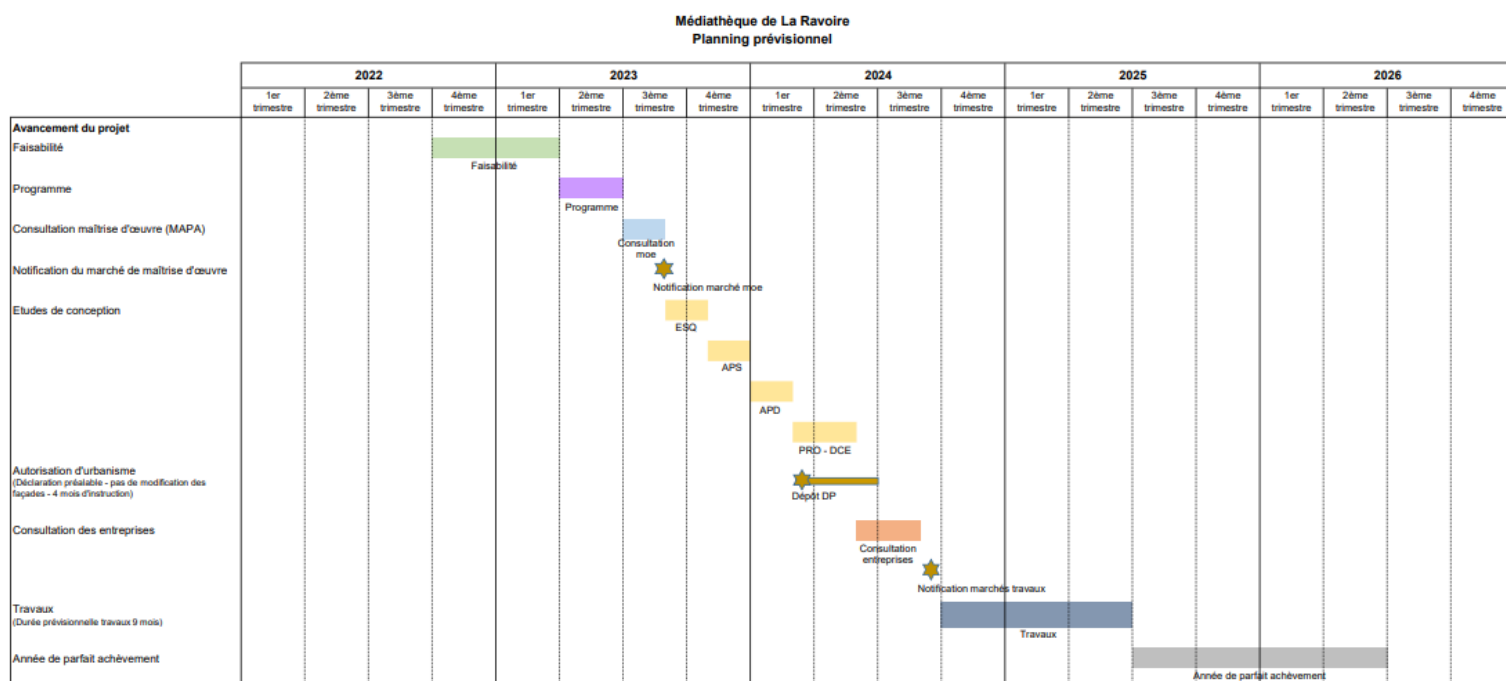 Médiathèque de La Ravoire
Planning prévisionnel
2022
2023
2024
2025
2026
1er trimestre
2ème trimestre
3ème trimestre
4ème trimestre
1er trimestre
2ème trimestre
3ème trimestre
4ème trimestre
1er trimestre
2ème trimestre
3ème trimestre
4ème trimestre
1er trimestre
2ème trimestre
3ème trimestre
4ème trimestre
1er trimestre
2ème trimestre
3ème trimestre
4ème trimestre
Avancement du projet
Faisabilité
Faisabilité
Programme
Programme
Consultation maîtrise d'œuvre (MAPA)
Consultation
moe
Notification du marché de maîtrise d'œuvre
Notification marché moe
Etudes de conception
ESQ
APS
APD
PRO - DCE
Autorisation d'urbanisme
(Déclaration préalable - pas de modification des
façades - 4 mois d'instruction)
Dépôt DP
Consultation des entreprises
Consultation
entreprises
Notification marchés travaux
Travaux
(Durée prévisionnelle travaux 9 mois)
Travaux
Année de parfait achèvement
Année de parfait achèvement